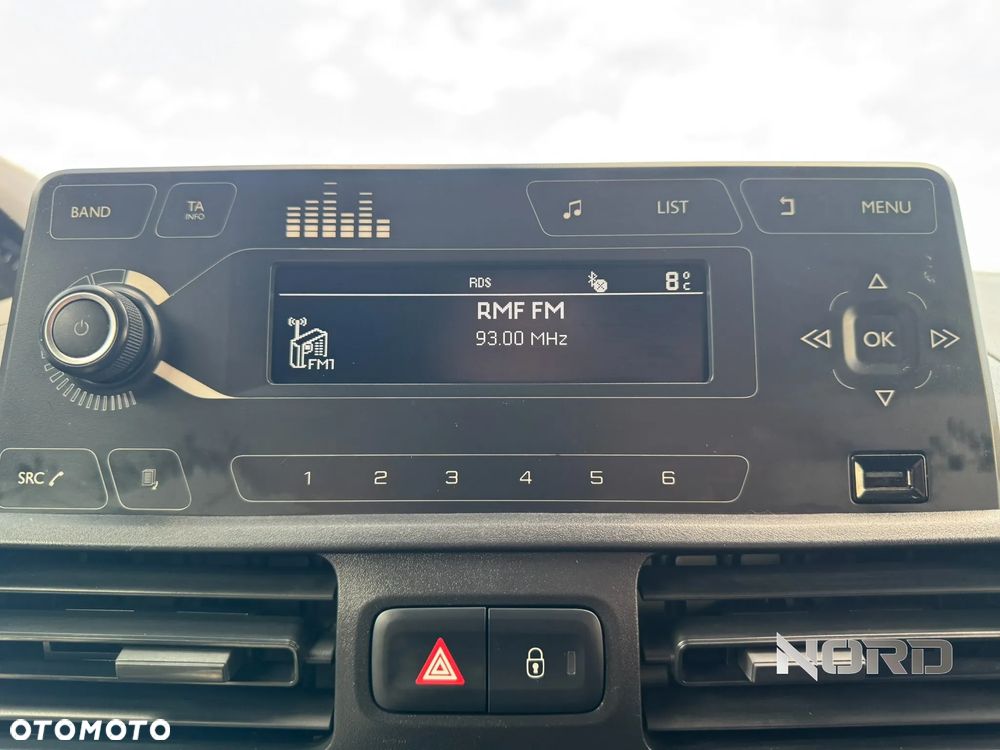 BAND
TA
INFO
LIST
MENU
RDS
8°C
RMF FM
93.00 MHz
FM1
OK
SRC
1 2 3 4 5 6
NORD
OTOMOTO